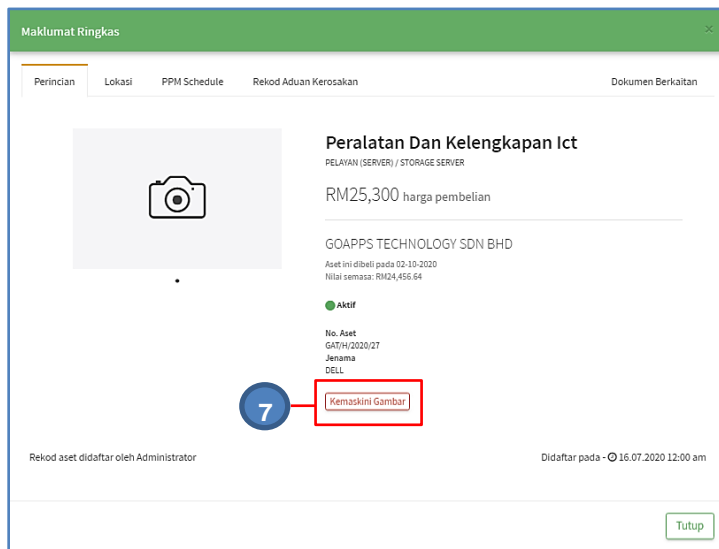 Maklumat Ringkas
×
Perincian Lokasi PPM Schedule Rekod Aduan Kerosakan Dokumen Berkaitan
Peralatan Dan Kelengkapan Ict
PELAYAN (SERVER) / STORAGE SERVER
RM25,300 harga pembelian
GOAPPS TECHNOLOGY SDN BHD
Aset ini dibeli pada 02-10-2020
Nilai semasa: RM24,456.64
Aktif
No. Aset
GAT/H/2020/27
Jenama
DELL
7
Kemaskini Gambar
Rekod aset didaftar oleh Administrator
Didaftar pada - 16.07.2020 12:00 am
Tutup